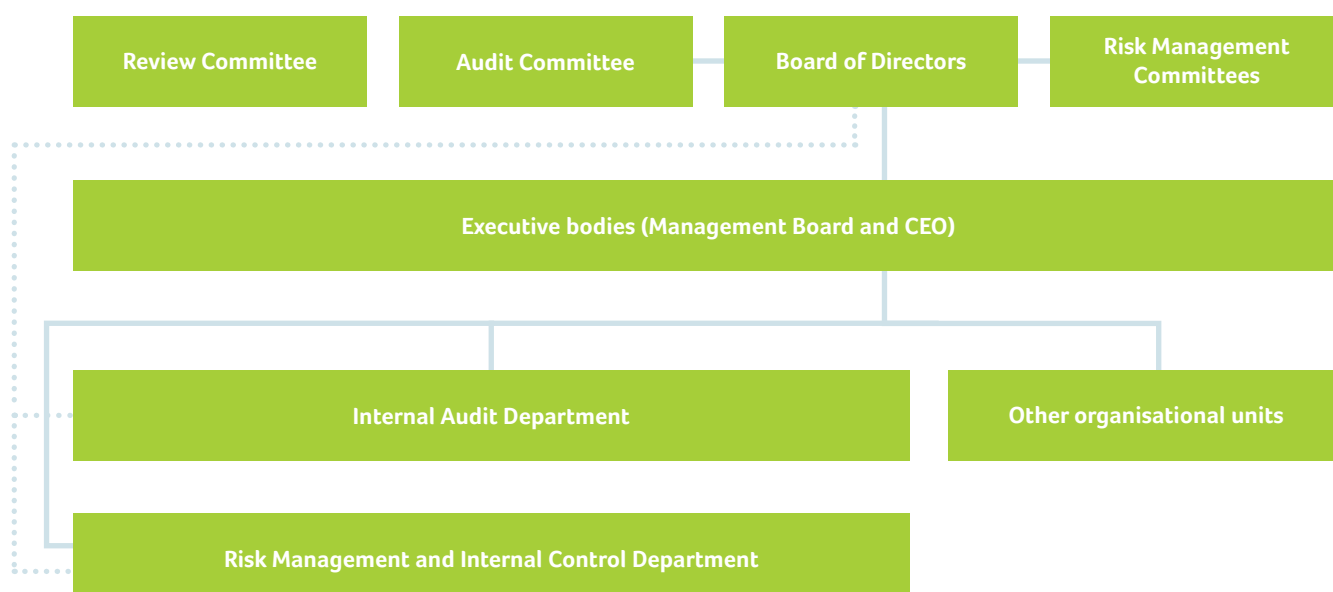 Review Committee
Audit Committee
Board of Directors
Risk Management
Committees
Executive bodies (Management Board and CEO)
Internal Audit Department
Other organisational units
Risk Management and Internal Control Department